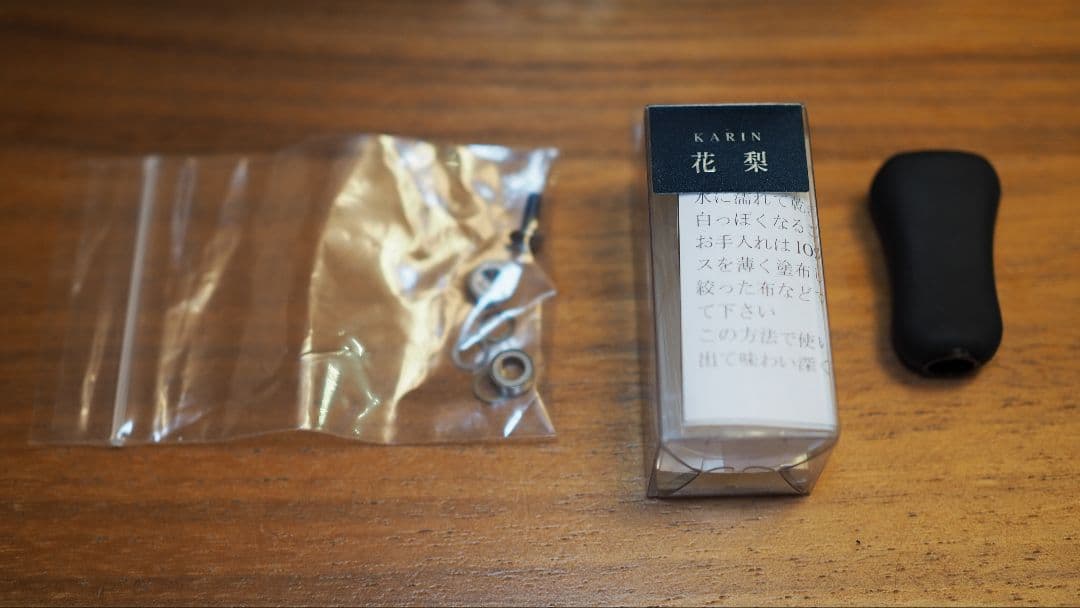 KARIN
花梨
水に濡れて乾
白っぽくなるこ
お手入れは10
スを薄く塗布
絞った布など
て下さい
この方法で使い
出て味わい深く